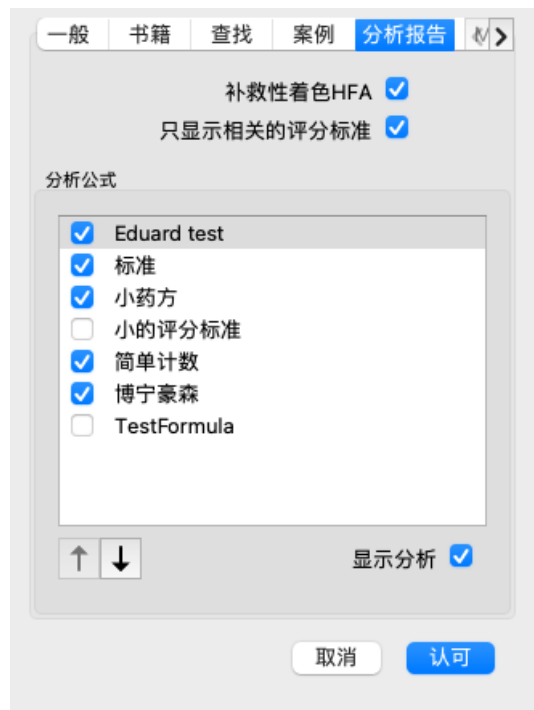 一般 书籍 查找 案例 分析报告
补救性着色HFA
只显示相关的评分标准
分析公式
Eduard test
标准
小药方
小的评分标准
简单计数
博宁豪森
TestFormula
显示分析
取消 认可